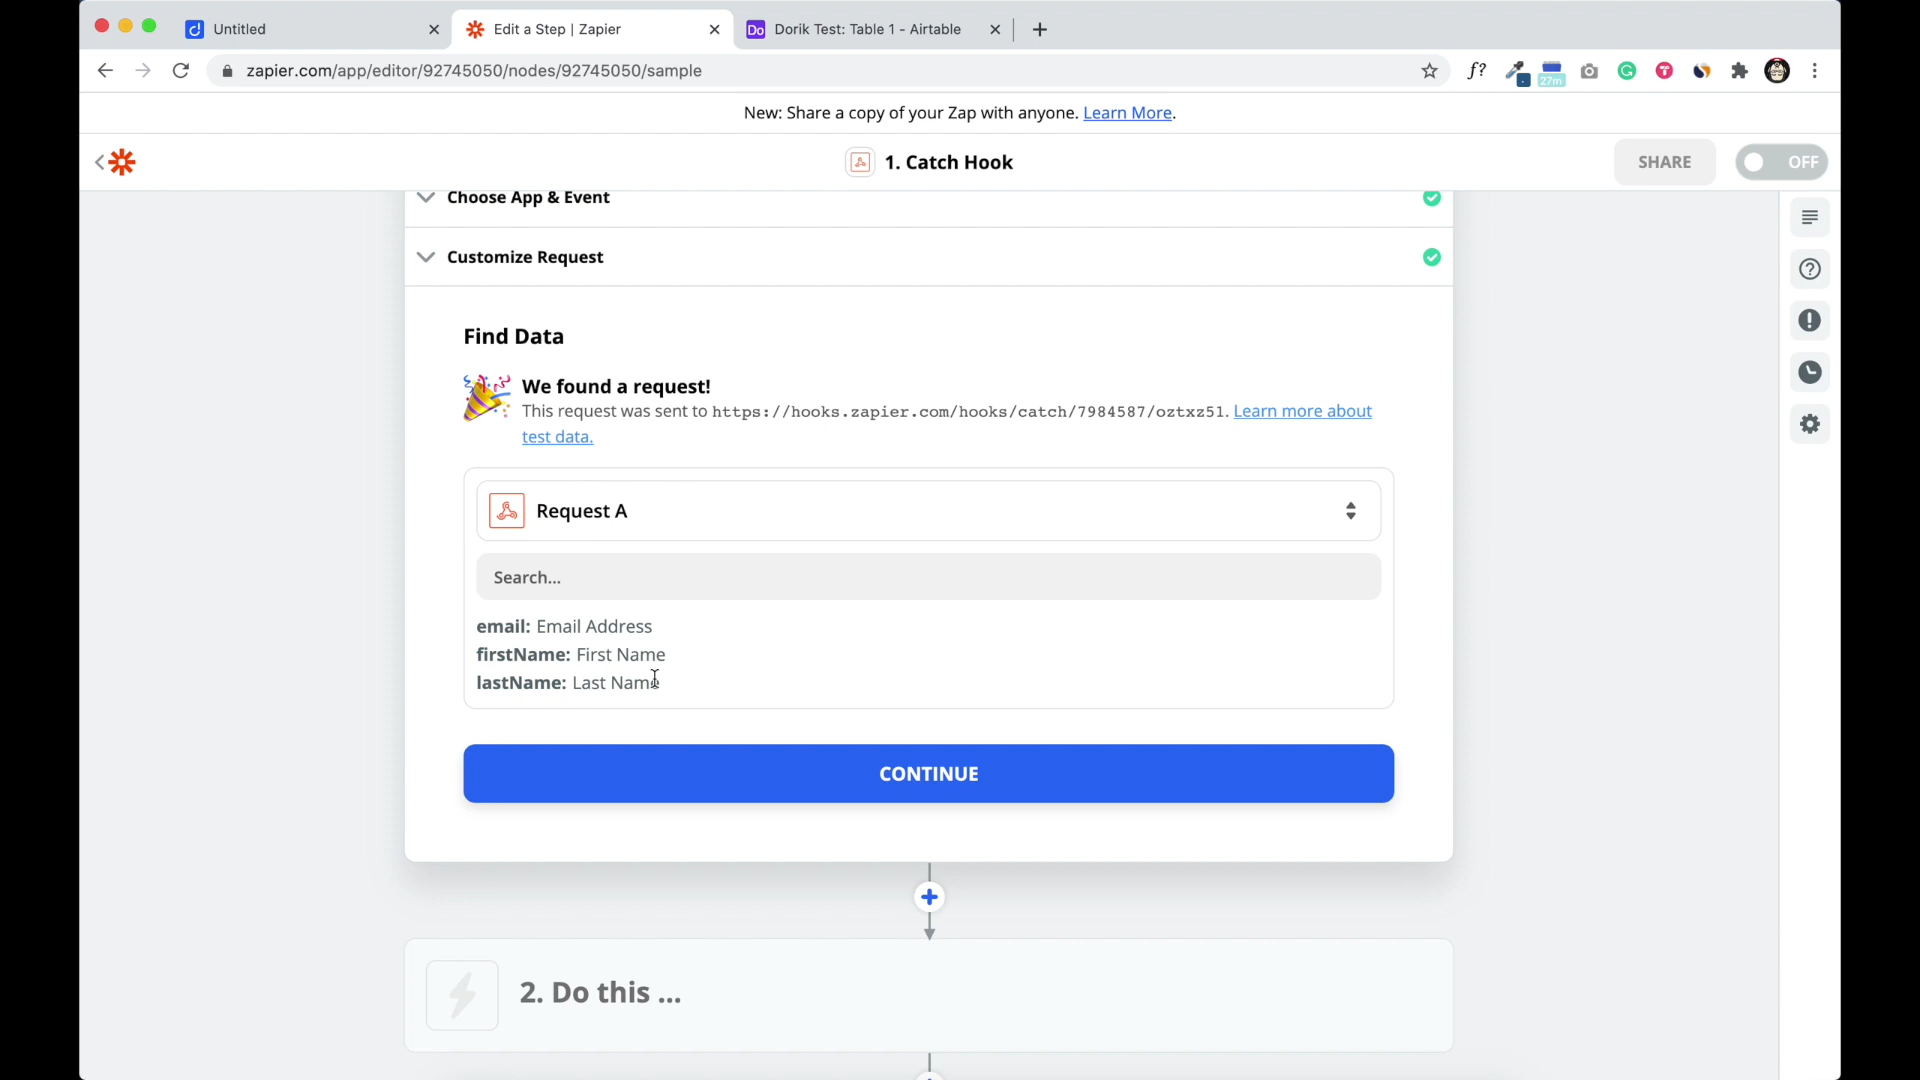 Untitled
Edit a Step | Zapier
Do
Dorik Test: Table 1 - Airtable
zapier.com/app/editor/92745050/nodes/92745050/sample
f?
27m
New: Share a copy of your Zap with anyone. Learn More.
1. Catch Hook
SHARE
OFF
Choose App & Event
Customize Request
Find Data
We found a request!
This request was sent to https://hooks.zapier.com/hooks/catch/7984587/oztxz51. Learn more about
test data.
Request A
Search...
email: Email Address
firstName: First Name
lastName: Last Name
CONTINUE
2. Do this ...